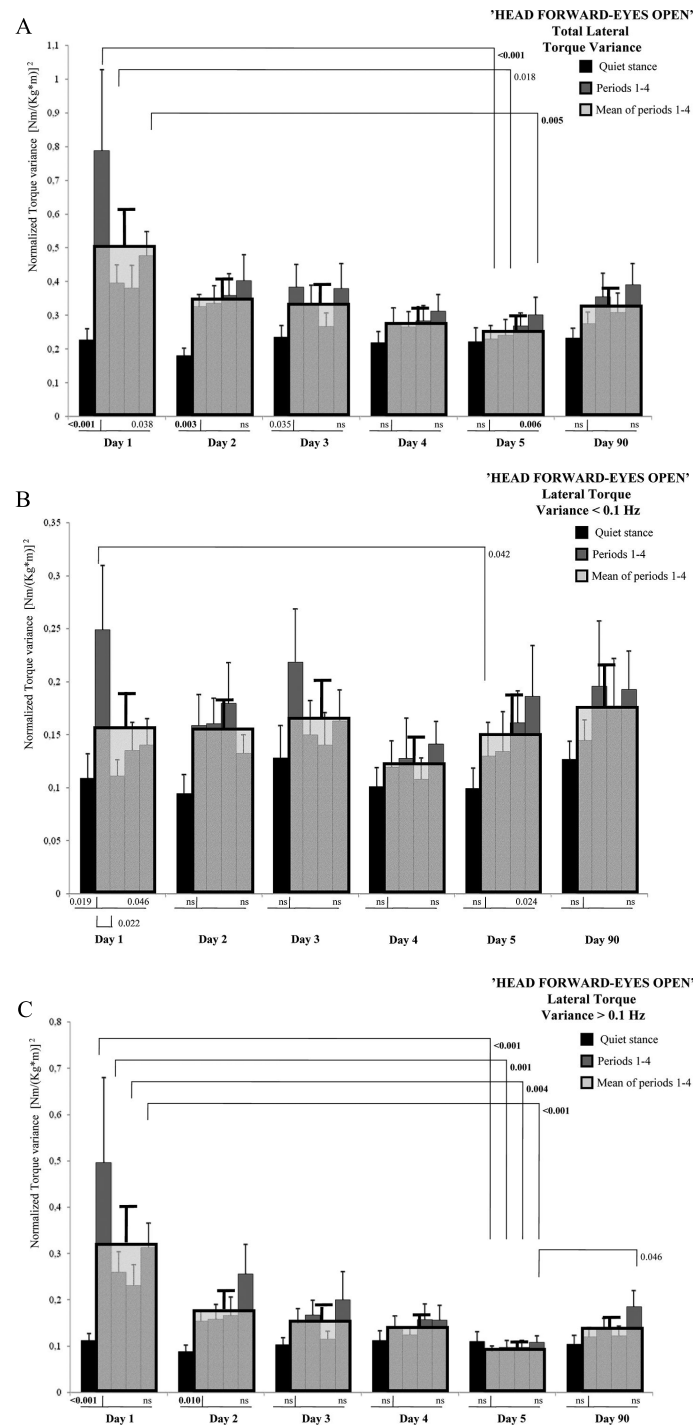 A
'HEAD FORWARD-EYES OPEN'
Total Lateral
Torque Variance
Quiet stance
Periods 1-4
Mean of periods 1-4
Normalized Torque variance [Nm/(Kg*m)]2
1,1
1
0,9
0,8
0,7
0,6
0,5
0,4
0,3
0,2
0,1
0
<0.001
0.018
0.005
<0.001 0.038 0.003 ns 0.035 ns ns ns ns 0.006 ns ns
Day 1 Day 2 Day 3 Day 4 Day 5 Day 90
B
'HEAD FORWARD-EYES OPEN'
Lateral Torque
Variance < 0.1 Hz
Quiet stance
Periods 1-4
Mean of periods 1-4
Normalized Torque variance [Nm/(Kg*m)]2
0,35
0,3
0,25
0,2
0,15
0,1
0,05
0
0.042
0.019 0.046 ns ns ns ns ns ns ns 0.024 ns ns
0.022
Day 1 Day 2 Day 3 Day 4 Day 5 Day 90
C
'HEAD FORWARD-EYES OPEN'
Lateral Torque
Variance > 0.1 Hz
Quiet stance
Periods 1-4
Mean of periods 1-4
Normalized Torque variance [Nm/(Kg*m)]2
0,8
0,7
0,6
0,5
0,4
0,3
0,2
0,1
0
<0.001
0.001
0.004
<0.001
0.046
<0.001 ns 0.010 ns ns ns ns ns ns ns ns ns
Day 1 Day 2 Day 3 Day 4 Day 5 Day 90